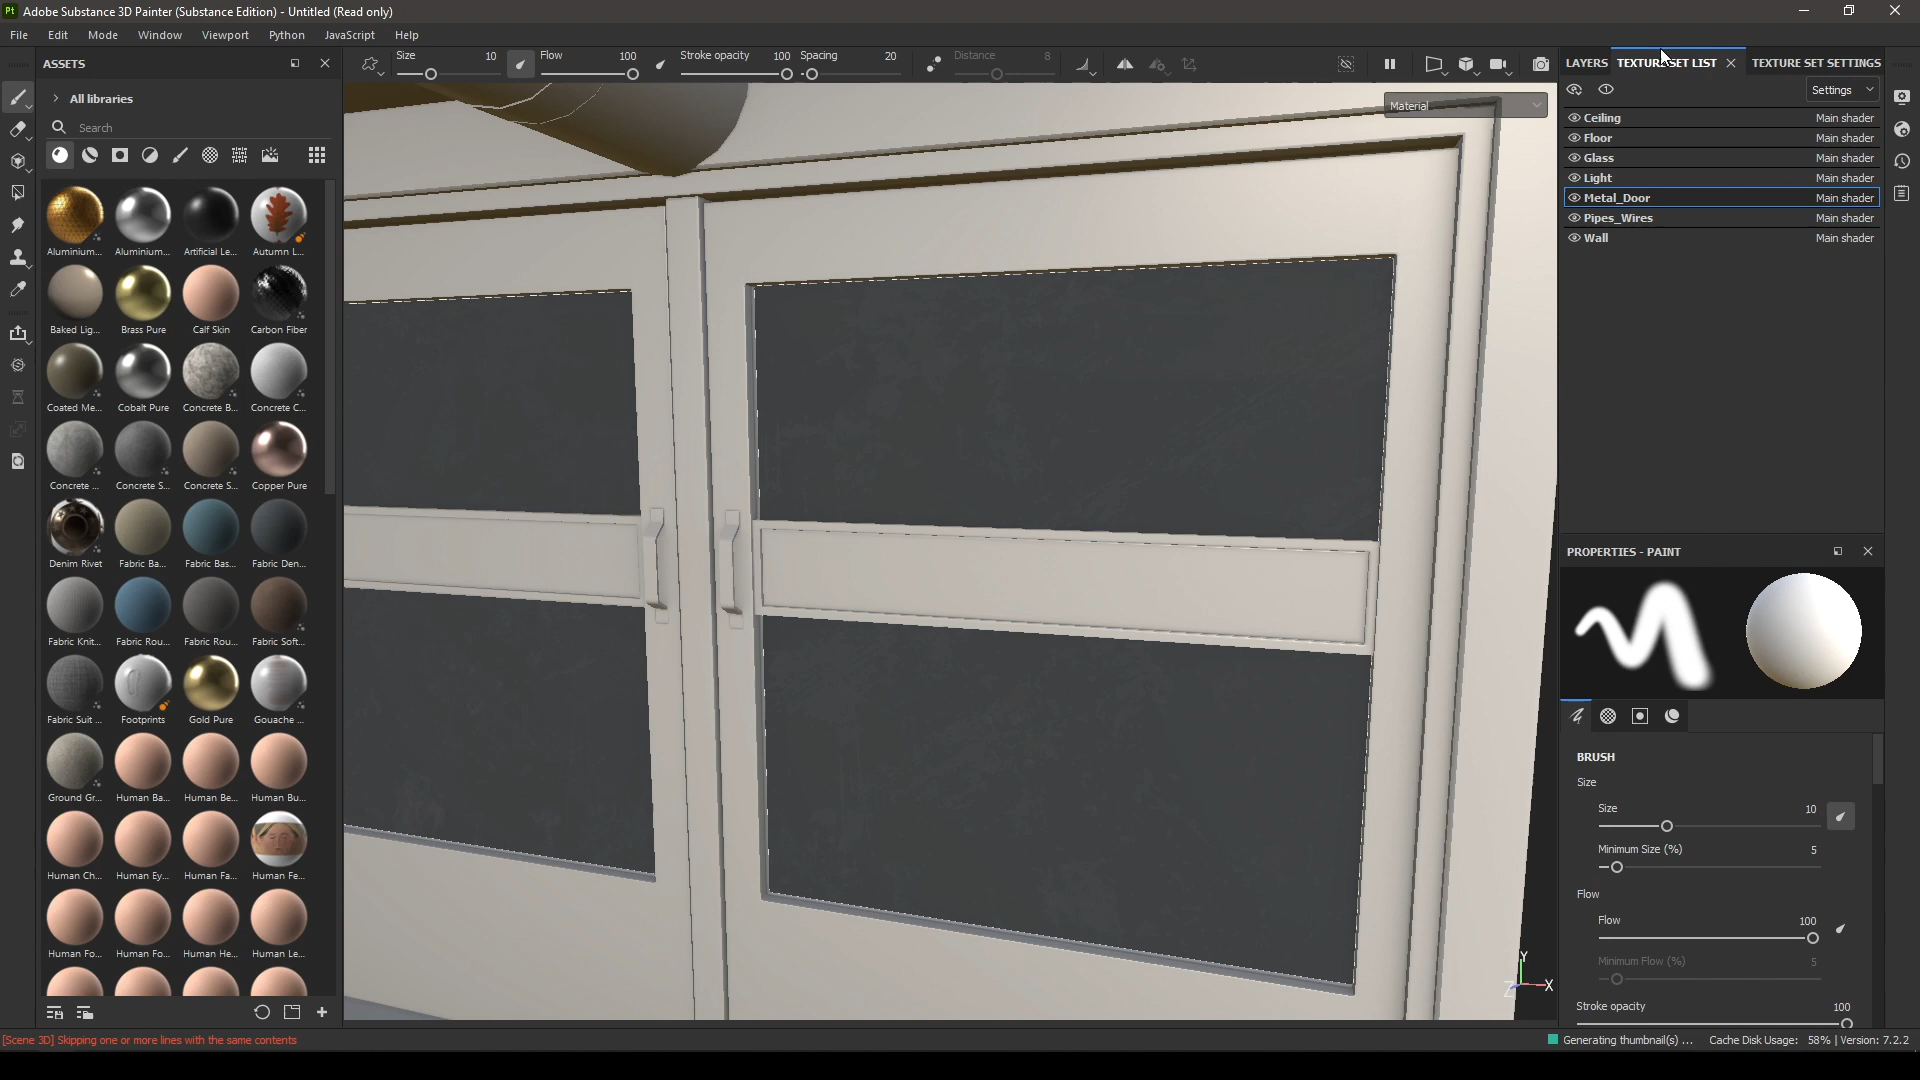 Pt Adobe Substance 3D Painter (Substance Edition) - Untitled (Read only)
File Edit Mode Window Viewport Python JavaScript Help
Size 10 Flow 100 Stroke opacity 100 Spacing 20 Distance 8
ASSETS
All libraries
Search
Aluminium... Aluminium... Artificial Le... Autumn L...
Baked Lig... Brass Pure Calf Skin Carbon Fiber
Coated Me... Cobalt Pure Concrete B... Concrete C...
Concrete ... Concrete S... Concrete S... Copper Pure
Denim Rivet Fabric Ba... Fabric Bas... Fabric Den...
Fabric Knit... Fabric Rou... Fabric Rou... Fabric Soft...
Fabric Suit ... Footprints Gold Pure Gouache ...
Ground Gr... Human Ba... Human Be... Human Bu...
Human Ch... Human Ey... Human Fa... Human Fe...
Human Fo... Human Fo... Human He... Human Le...
Material
Y
X
Z
LAYERS TEXTURE SET LIST TEXTURE SET SETTINGS
Settings
Ceiling Main shader
Floor Main shader
Glass Main shader
Light Main shader
Metal_Door Main shader
Pipes_Wires Main shader
Wall Main shader
PROPERTIES - PAINT
BRUSH
Size
Size 10
Minimum Size (%) 5
Flow
Flow 100
Minimum Flow (%) 5
Stroke opacity 100
[Scene 3D] Skipping one or more lines with the same contents
Generating thumbnail(s) ... Cache Disk Usage: 58% | Version: 7.2.2